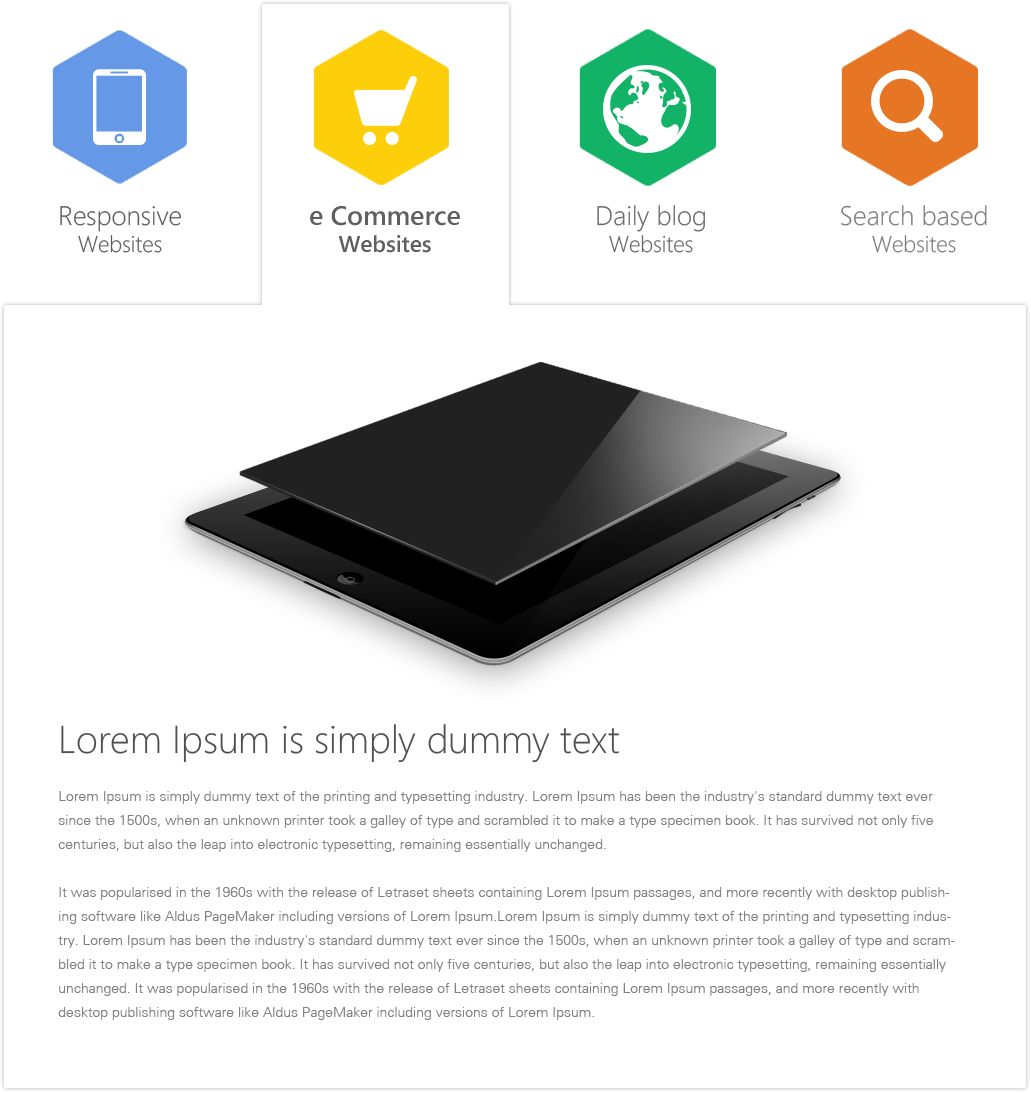 Responsive
Websites
e Commerce
Websites
Daily blog
Websites
Search based
Websites
Lorem Ipsum is simply dummy text
Lorem Ipsum is simply dummy text of the printing and typesetting industry. Lorem Ipsum has been the industry's standard dummy text ever
since the 1500s, when an unknown printer took a galley of type and scrambled it to make a type specimen book. It has survived not only five
centuries, but also the leap into electronic typesetting, remaining essentially unchanged.
It was popularised in the 1960s with the release of Letraset sheets containing Lorem Ipsum passages, and more recently with desktop publish-
ing software like Aldus PageMaker including versions of Lorem Ipsum.Lorem Ipsum is simply dummy text of the printing and typesetting indus-
try. Lorem Ipsum has been the industry's standard dummy text ever since the 1500s, when an unknown printer took a galley of type and scram-
bled it to make a type specimen book. It has survived not only five centuries, but also the leap into electronic typesetting, remaining essentially
unchanged. It was popularised in the 1960s with the release of Letraset sheets containing Lorem Ipsum passages, and more recently with
desktop publishing software like Aldus PageMaker including versions of Lorem Ipsum.